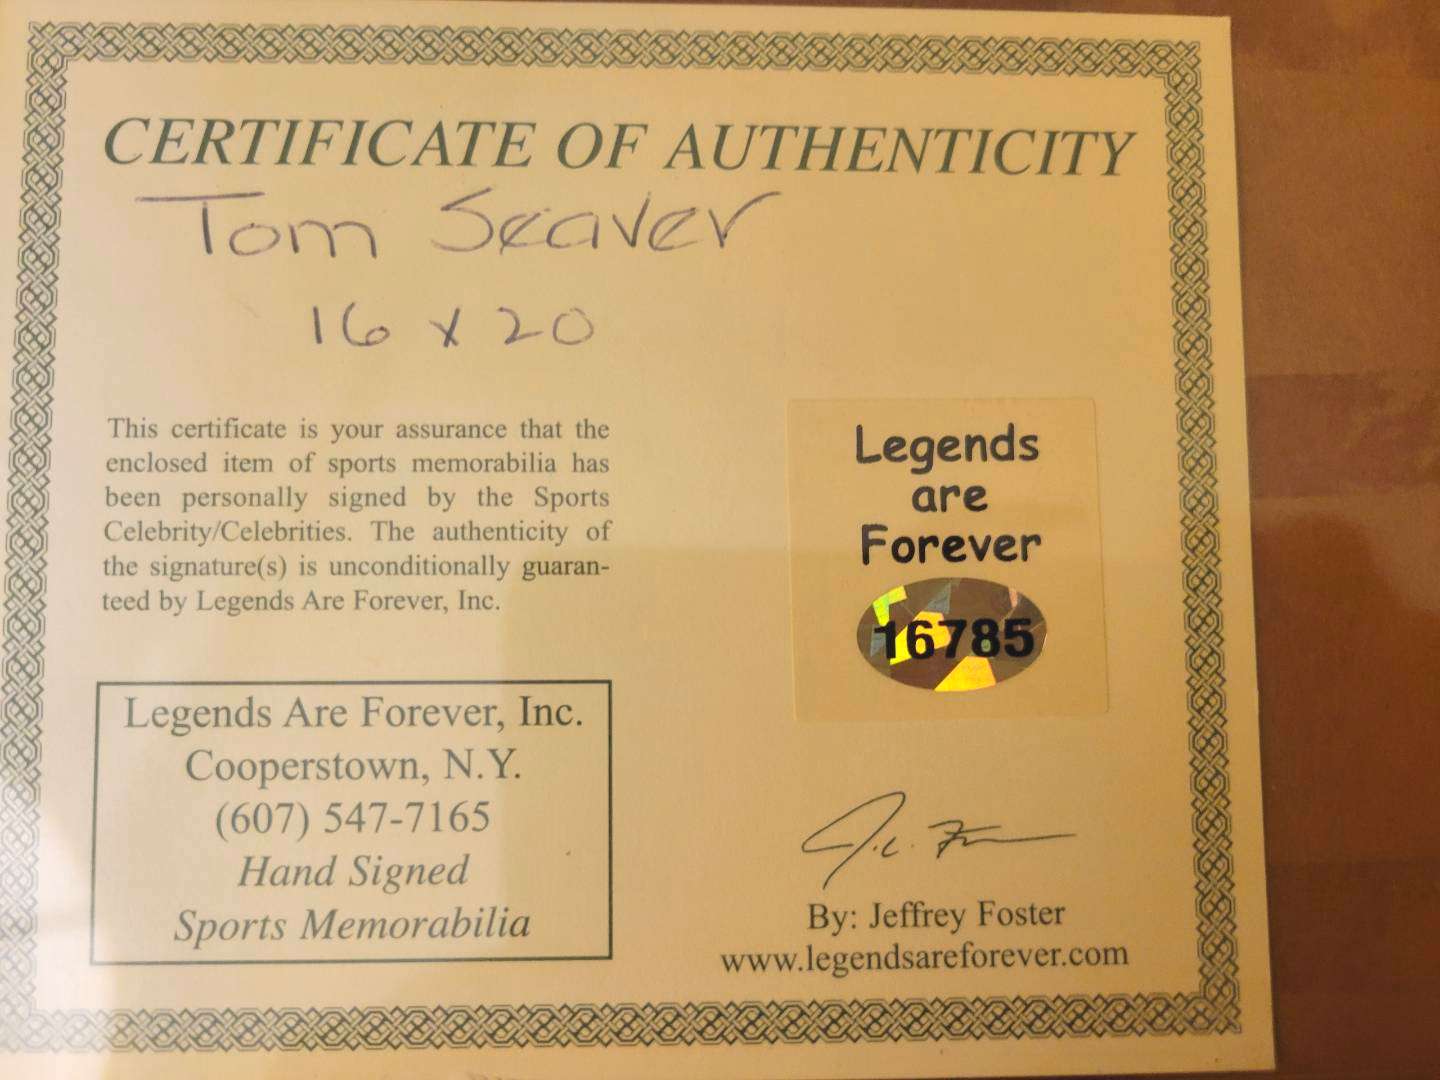 CERTIFICATE OF AUTHENTICITY
Tom Seaver
16 x 20
This certificate is your assurance that the
enclosed item of sports memorabilia has
been personally signed by the Sports
Celebrity/Celebrities. The authenticity of
the signature(s) is unconditionally guaran-
teed by Legends Are Forever, Inc.
Legends
are
Forever
16785
Legends Are Forever, Inc.
Cooperstown, N.Y.
(607) 547-7165
Hand Signed
Sports Memorabilia
By: Jeffrey Foster
www.legendsareforever.com